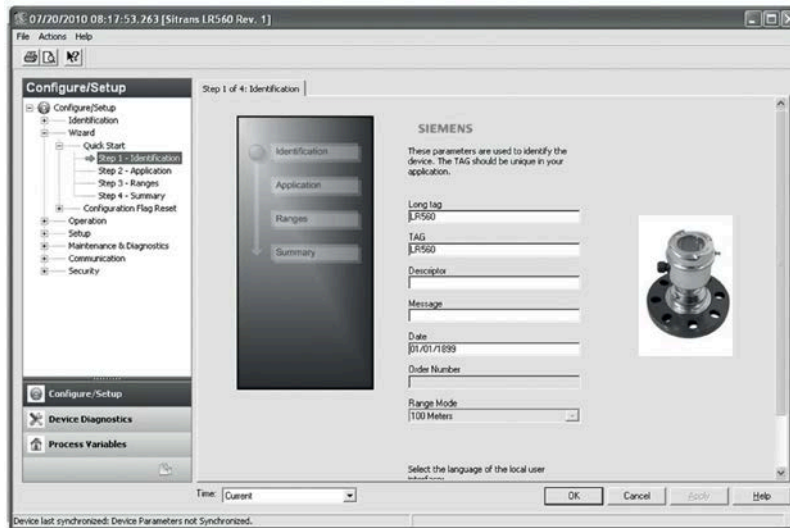 07/20/2010 08:17:53.263 [Sitrans LR560 Rev. 1]
File Actions Help
Configure/Setup
Configure/Setup
Identification
Wizard
Quick Start
Step 1 - Identification
Step 2 - Application
Step 3 - Ranges
Step 4 - Summary
Configuration Flag Reset
Operation
Setup
Maintenance & Diagnostics
Communication
Security
Configure/Setup
Device Diagnostics
Process Variables
Step 1 of 4: Identification
Identification
Application
Ranges
Summary
SIEMENS
These parameters are used to identify the
device. The TAG should be unique in your
application.
Long tag
LR560
TAG
LR560
Descriptor
Message
Date
01/01/1899
Order Number
Range Mode
100 Meters
Select the language of the local user
Time: Current
OK Cancel Apply Help
Device last synchronized: Device Parameters not Synchronized.